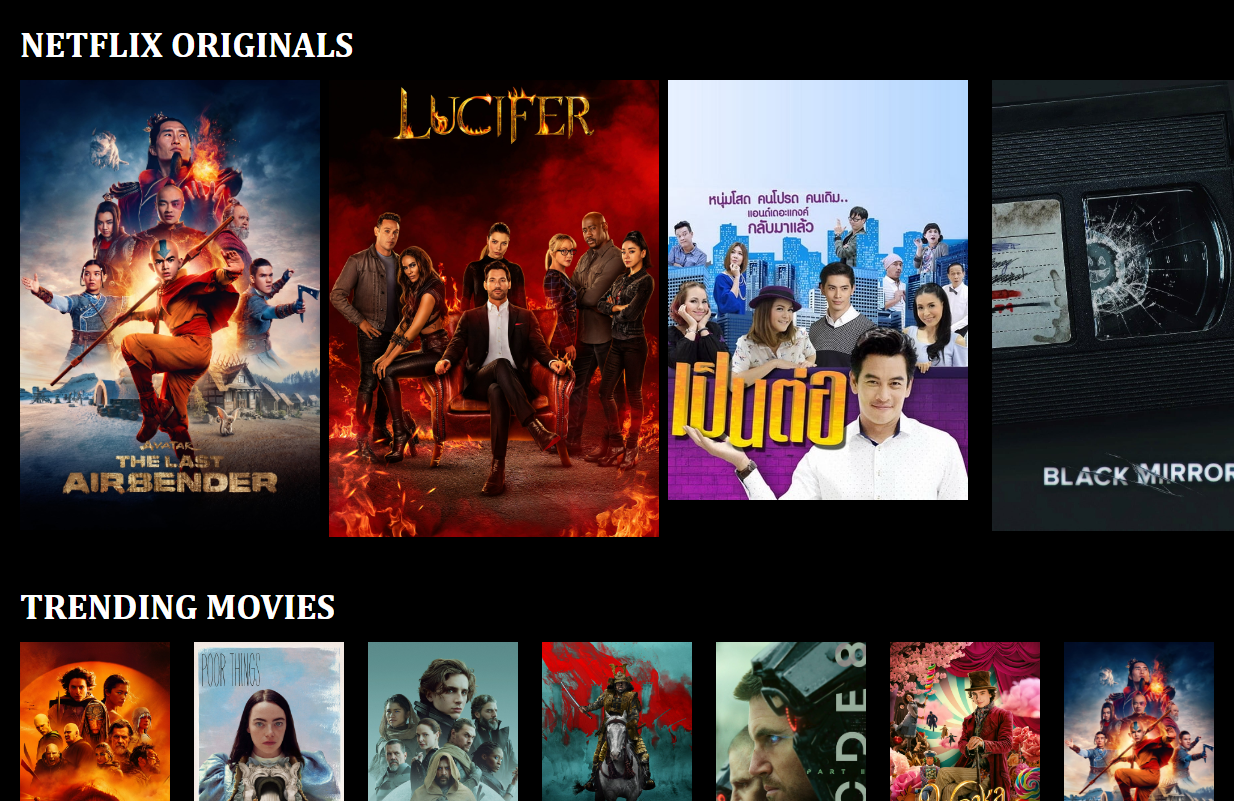 NETFLIX ORIGINALS
LUCIFER
หนุ่มโสด คนโปรด คนเดิม..
แอนด์เดอะแกงค์
กลับมาแล้ว
เป็นต่อ
AVATAR
THE LAST
AIRBENDER
BLACK MIRROR
TRENDING MOVIES
POOR THINGS
CODE 8
PART